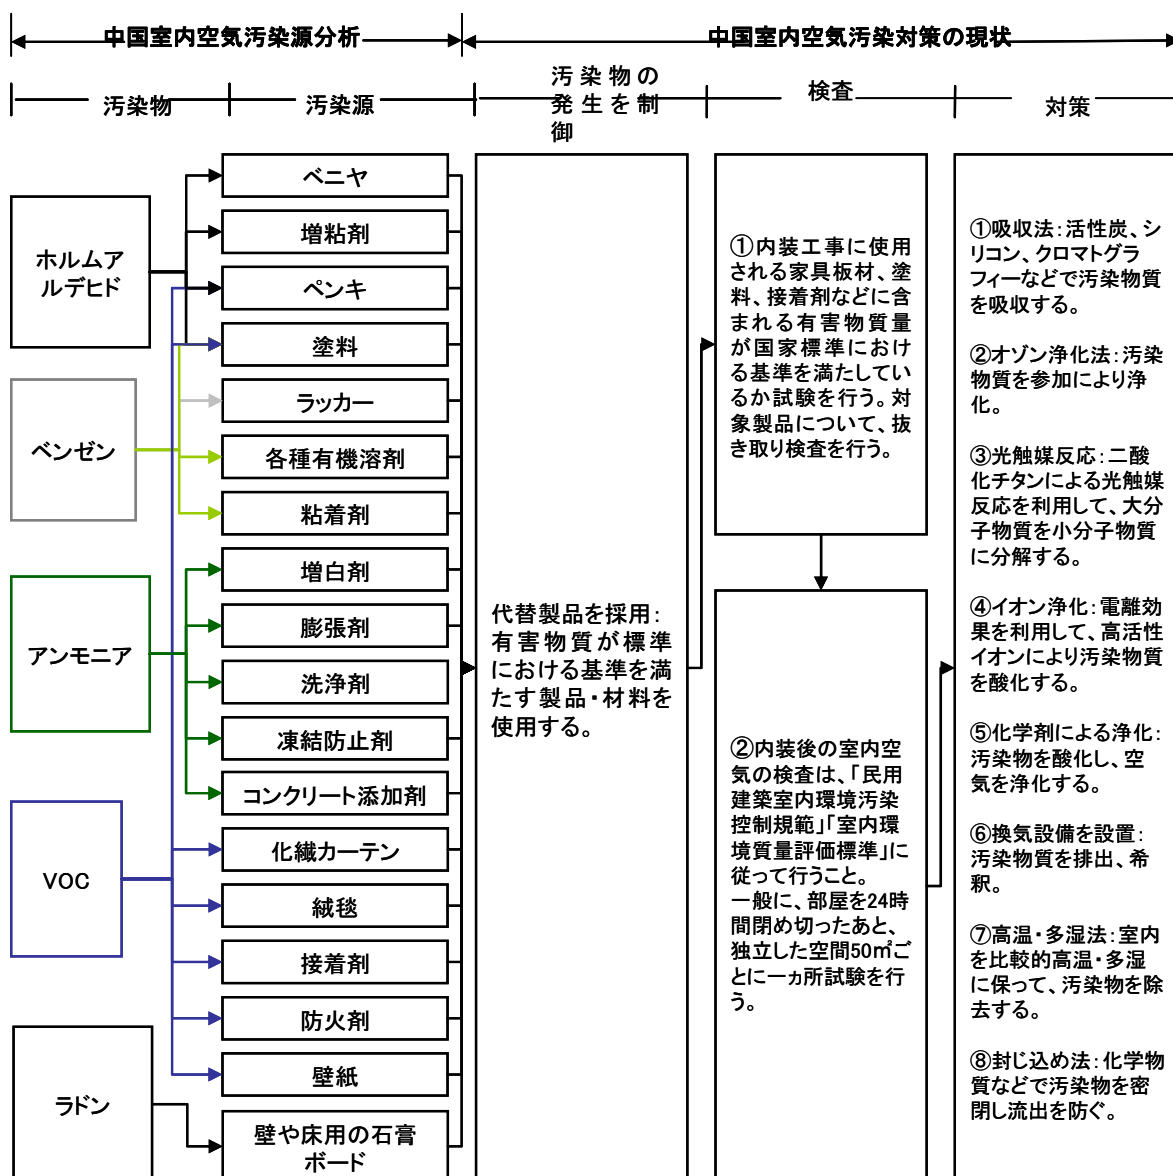 中国室内空気汚染源分析
中国室内空気汚染対策の現状
汚染物
汚染源
汚染物の
発生を制
御
検査
対策
ホルムア
ルデヒド
ベンゼン
アンモニア
VOC
ラドン
ベニヤ
増粘剤
ペンキ
塗料
ラッカー
各種有機溶剤
粘着剤
増白剤
膨張剤
洗浄剤
凍結防止剤
コンクリート添加剤
化繊カーテン
絨毯
接着剤
防火剤
壁紙
壁や床用の石膏
ボード
代替製品を採用：
有害物質が標準
における基準を満
たす製品・材料を
使用する。
①内装工事に使用
される家具板材、塗
料、接着剤などに含
まれる有害物質量
が国家標準におけ
る基準を満たしてい
るか試験を行う。対
象製品について、抜
き取り検査を行う。
②内装後の室内空
気の検査は、「民用
建築室内環境汚染
控制規範」「室内環
境質量評価標準」に
従って行うこと。
一般に、部屋を24時
間閉め切ったあと、
独立した空間50㎡ご
とに一ヵ所試験を行
う。
①吸収法：活性炭、シ
リコン、クロマトグラ
フィーなどで汚染物質
を吸収する。
②オゾン浄化法：汚染
物質を参加により浄
化。
③光触媒反応：二酸
化チタンによる光触媒
反応を利用して、大分
子物質を小分子物質
に分解する。
④イオン浄化：電離効
果を利用して、高活性
イオンにより汚染物質
を酸化する。
⑤化学剤による浄化：
汚染物を酸化し、空
気を浄化する。
⑥換気設備を設置：
汚染物質を排出、希
釈。
⑦高温・多湿法：室内
を比較的高温・多湿
に保って、汚染物を除
去する。
⑧封じ込め法：化学物
質などで汚染物を密
閉し流出を防ぐ。